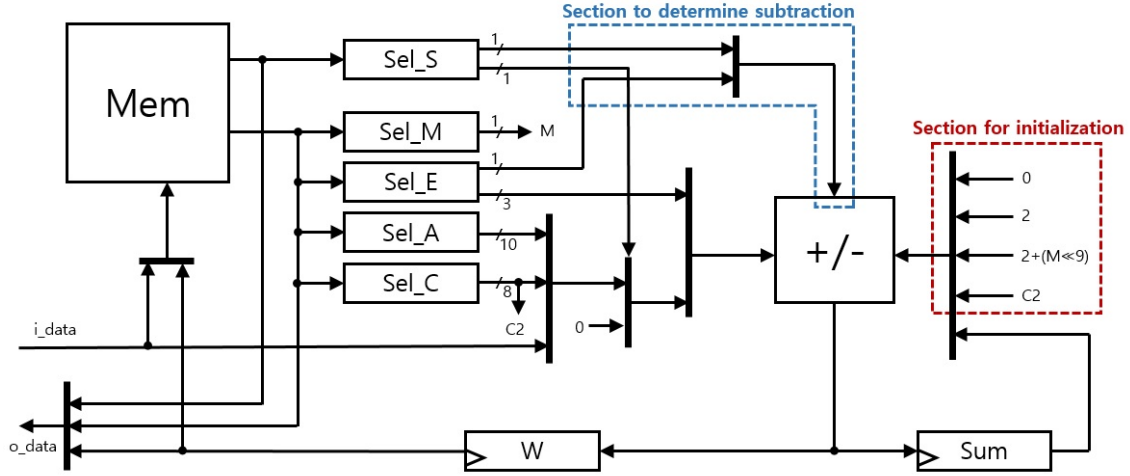 Section to determine subtraction
Mem
Sel_S
1
1
Sel_M
1
M
Sel_E
1
3
Sel_A
10
Sel_C
8
C2
0
+/-
Section for initialization
0
2
2+(M≪9)
C2
i_data
o_data
W
Sum